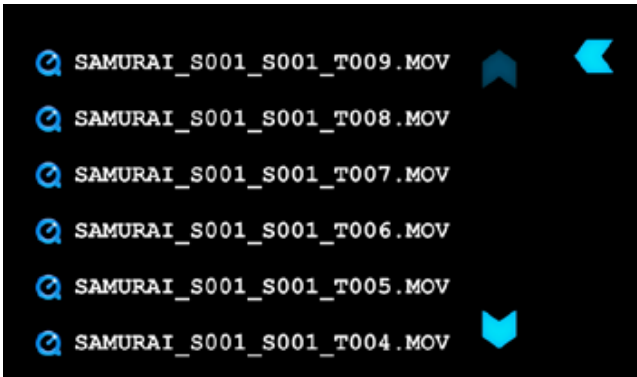 SAMURAI_S001_S001_T009.MOV
SAMURAI_S001_S001_T008.MOV
SAMURAI_S001_S001_T007.MOV
SAMURAI_S001_S001_T006.MOV
SAMURAI_S001_S001_T005.MOV
SAMURAI_S001_S001_T004.MOV